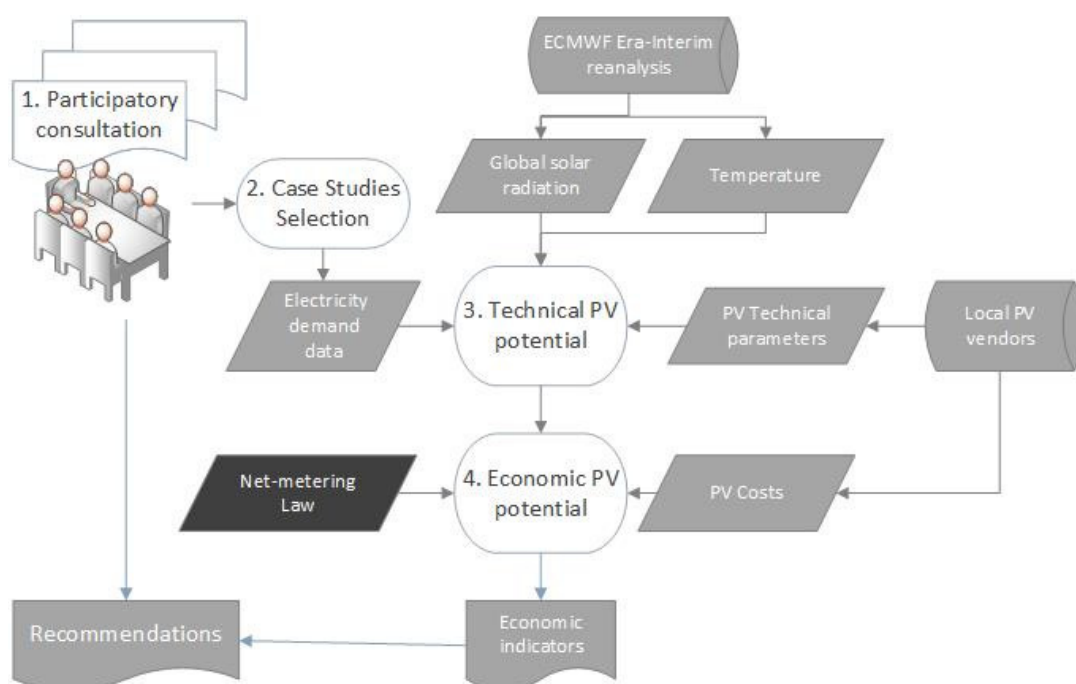 ECMWF Era-Interim
reanalysis
1. Participatory
consultation
Global solar
radiation
Temperature
2. Case Studies
Selection
Electricity
demand
data
3. Technical PV
potential
PV Technical
parameters
Local PV
vendors
Net-metering
Law
4. Economic PV
potential
PV Costs
Recommendations
Economic
indicators